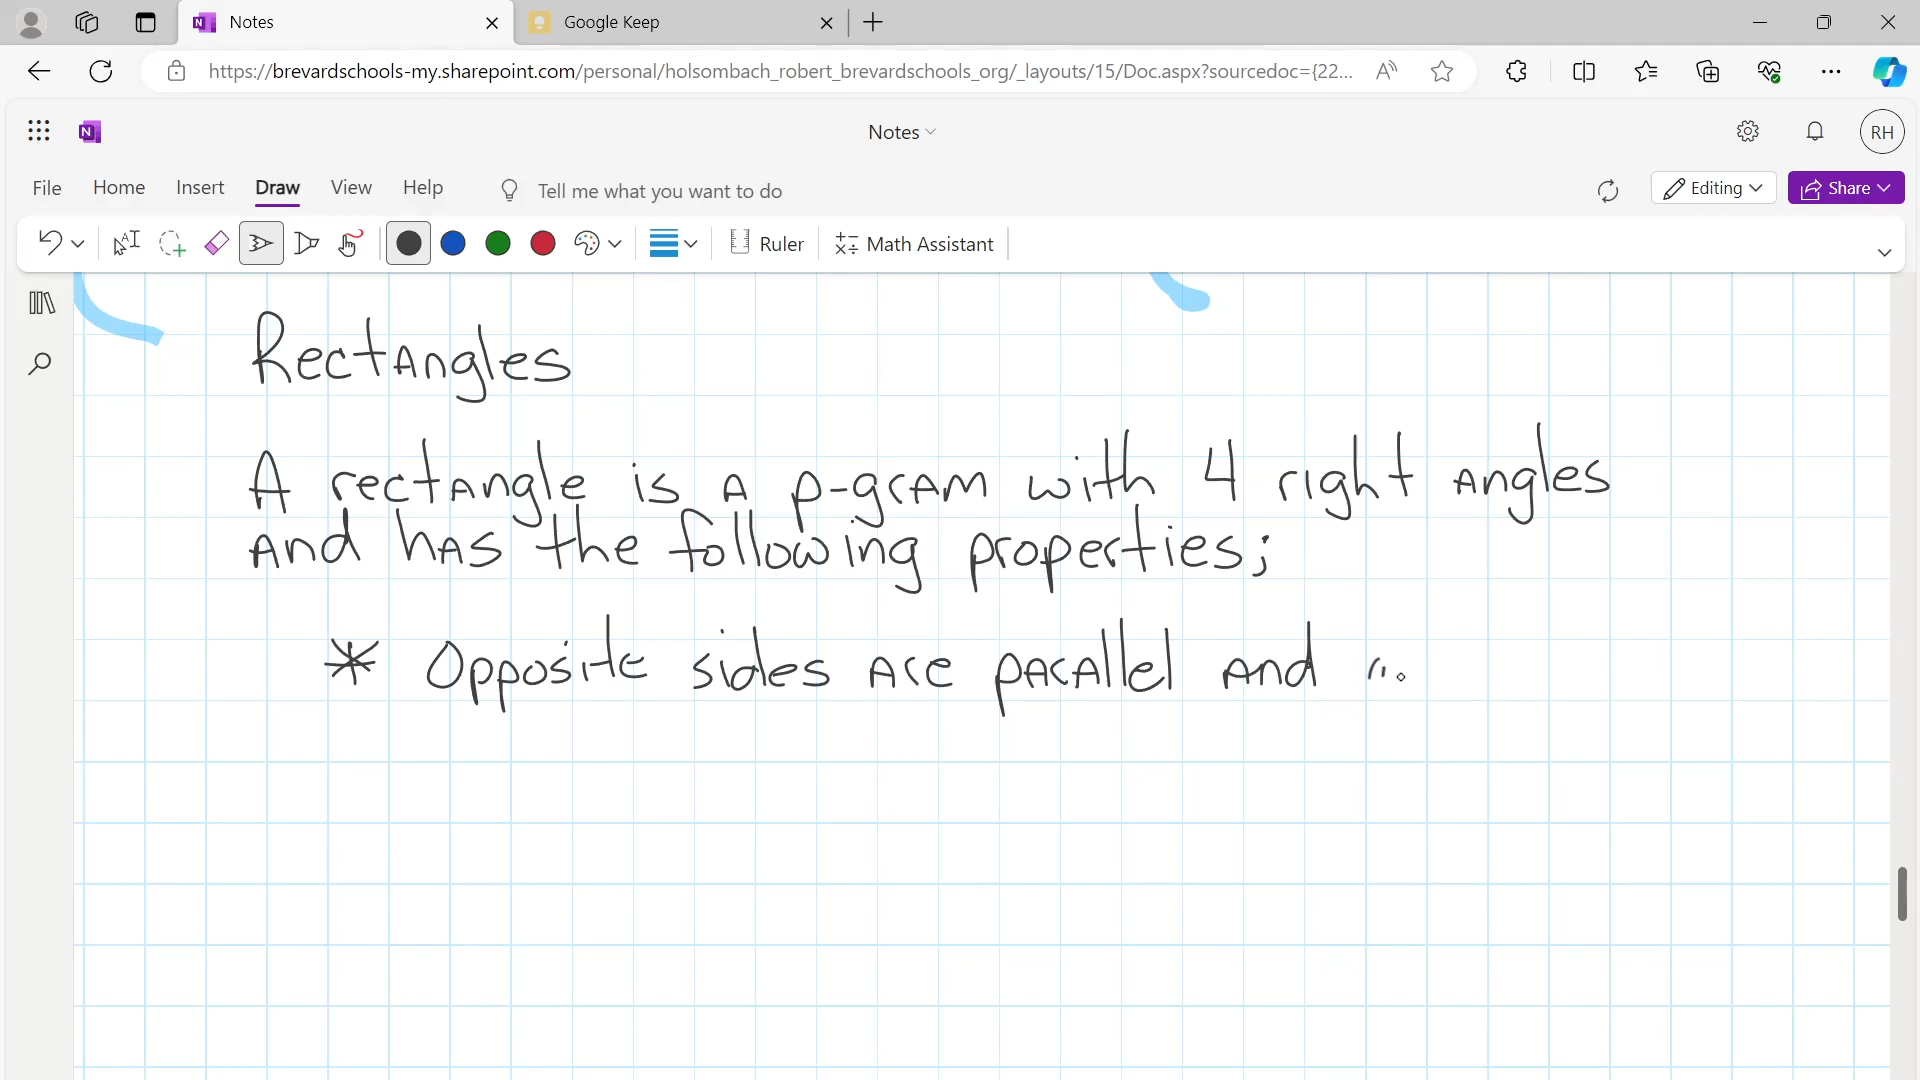 Notes
Google Keep
https://brevardschools-my.sharepoint.com/personal/holsombach_robert_brevardschools_org/_layouts/15/Doc.aspx?sourcedoc={22...
Notes
RH
File Home Insert Draw View Help Tell me what you want to do Editing Share
Ruler Math Assistant
Rectangles
A rectangle is a p-gram with 4 right angles
and has the following properties;
* Opposite sides are parallel and